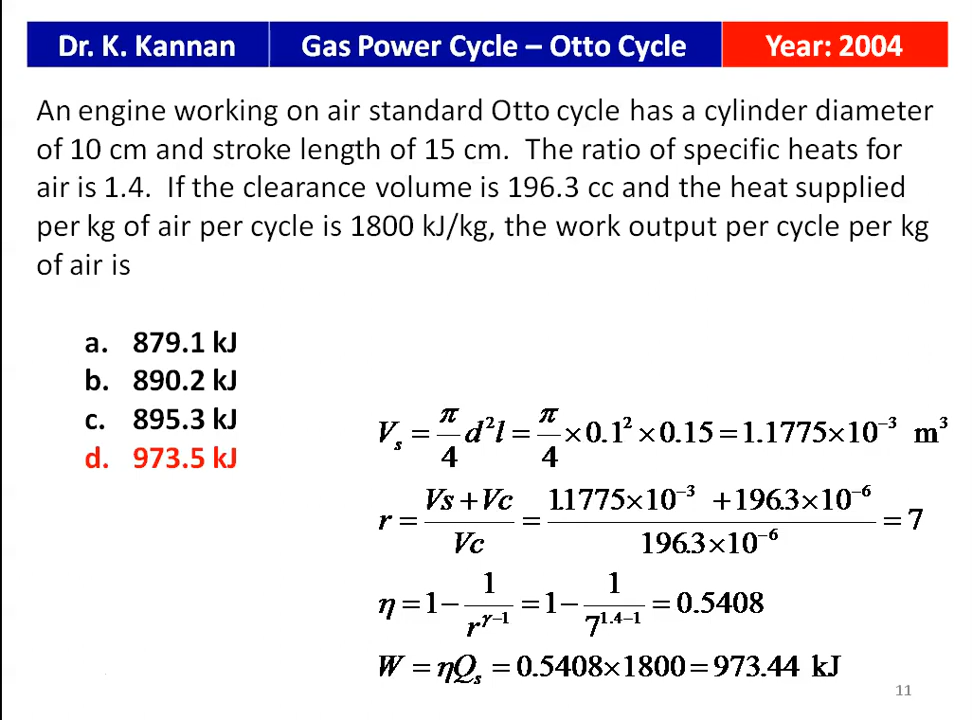 Dr. K. Kannan Gas Power Cycle – Otto Cycle Year: 2004
An engine working on air standard Otto cycle has a cylinder diameter
of 10 cm and stroke length of 15 cm. The ratio of specific heats for
air is 1.4. If the clearance volume is 196.3 cc and the heat supplied
per kg of air per cycle is 1800 kJ/kg, the work output per cycle per kg
of air is
a. 879.1 kJ
b. 890.2 kJ
c. 895.3 kJ
d. 973.5 kJ
V_s = π/4 d²l = π/4 × 0.1² × 0.15 = 1.1775×10⁻³ m³
r = (Vs + Vc)/Vc = (1.1775×10⁻³ + 196.3×10⁻⁶)/(196.3×10⁻⁶) = 7
η = 1 − 1/r^(γ−1) = 1 − 1/7^(1.4−1) = 0.5408
W = ηQ_s = 0.5408×1800 = 973.44 kJ
11